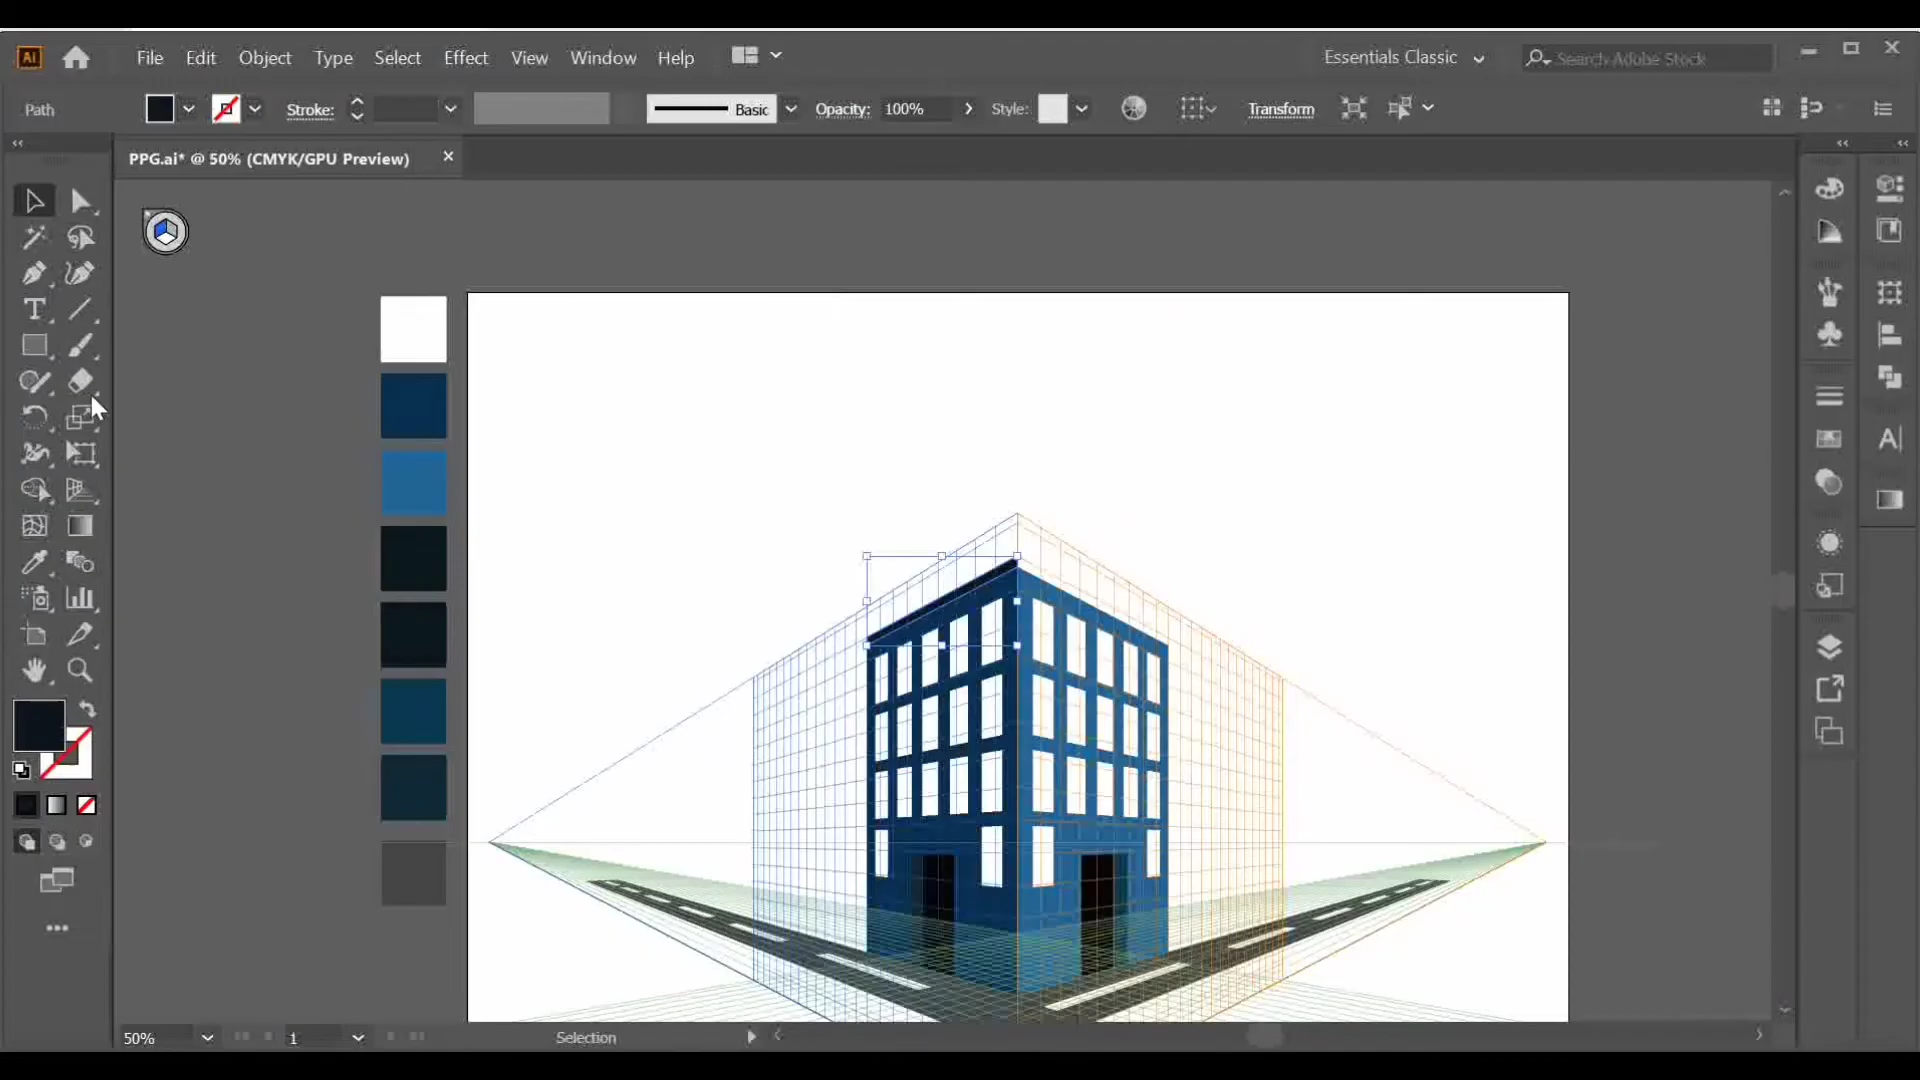 Ai File Edit Object Type Select Effect View Window Help Essentials Classic Search Adobe Stock
Path Stroke: Basic Opacity: 100% Style: Transform
PPG.ai* @ 50% (CMYK/GPU Preview)
50% 1 Selection